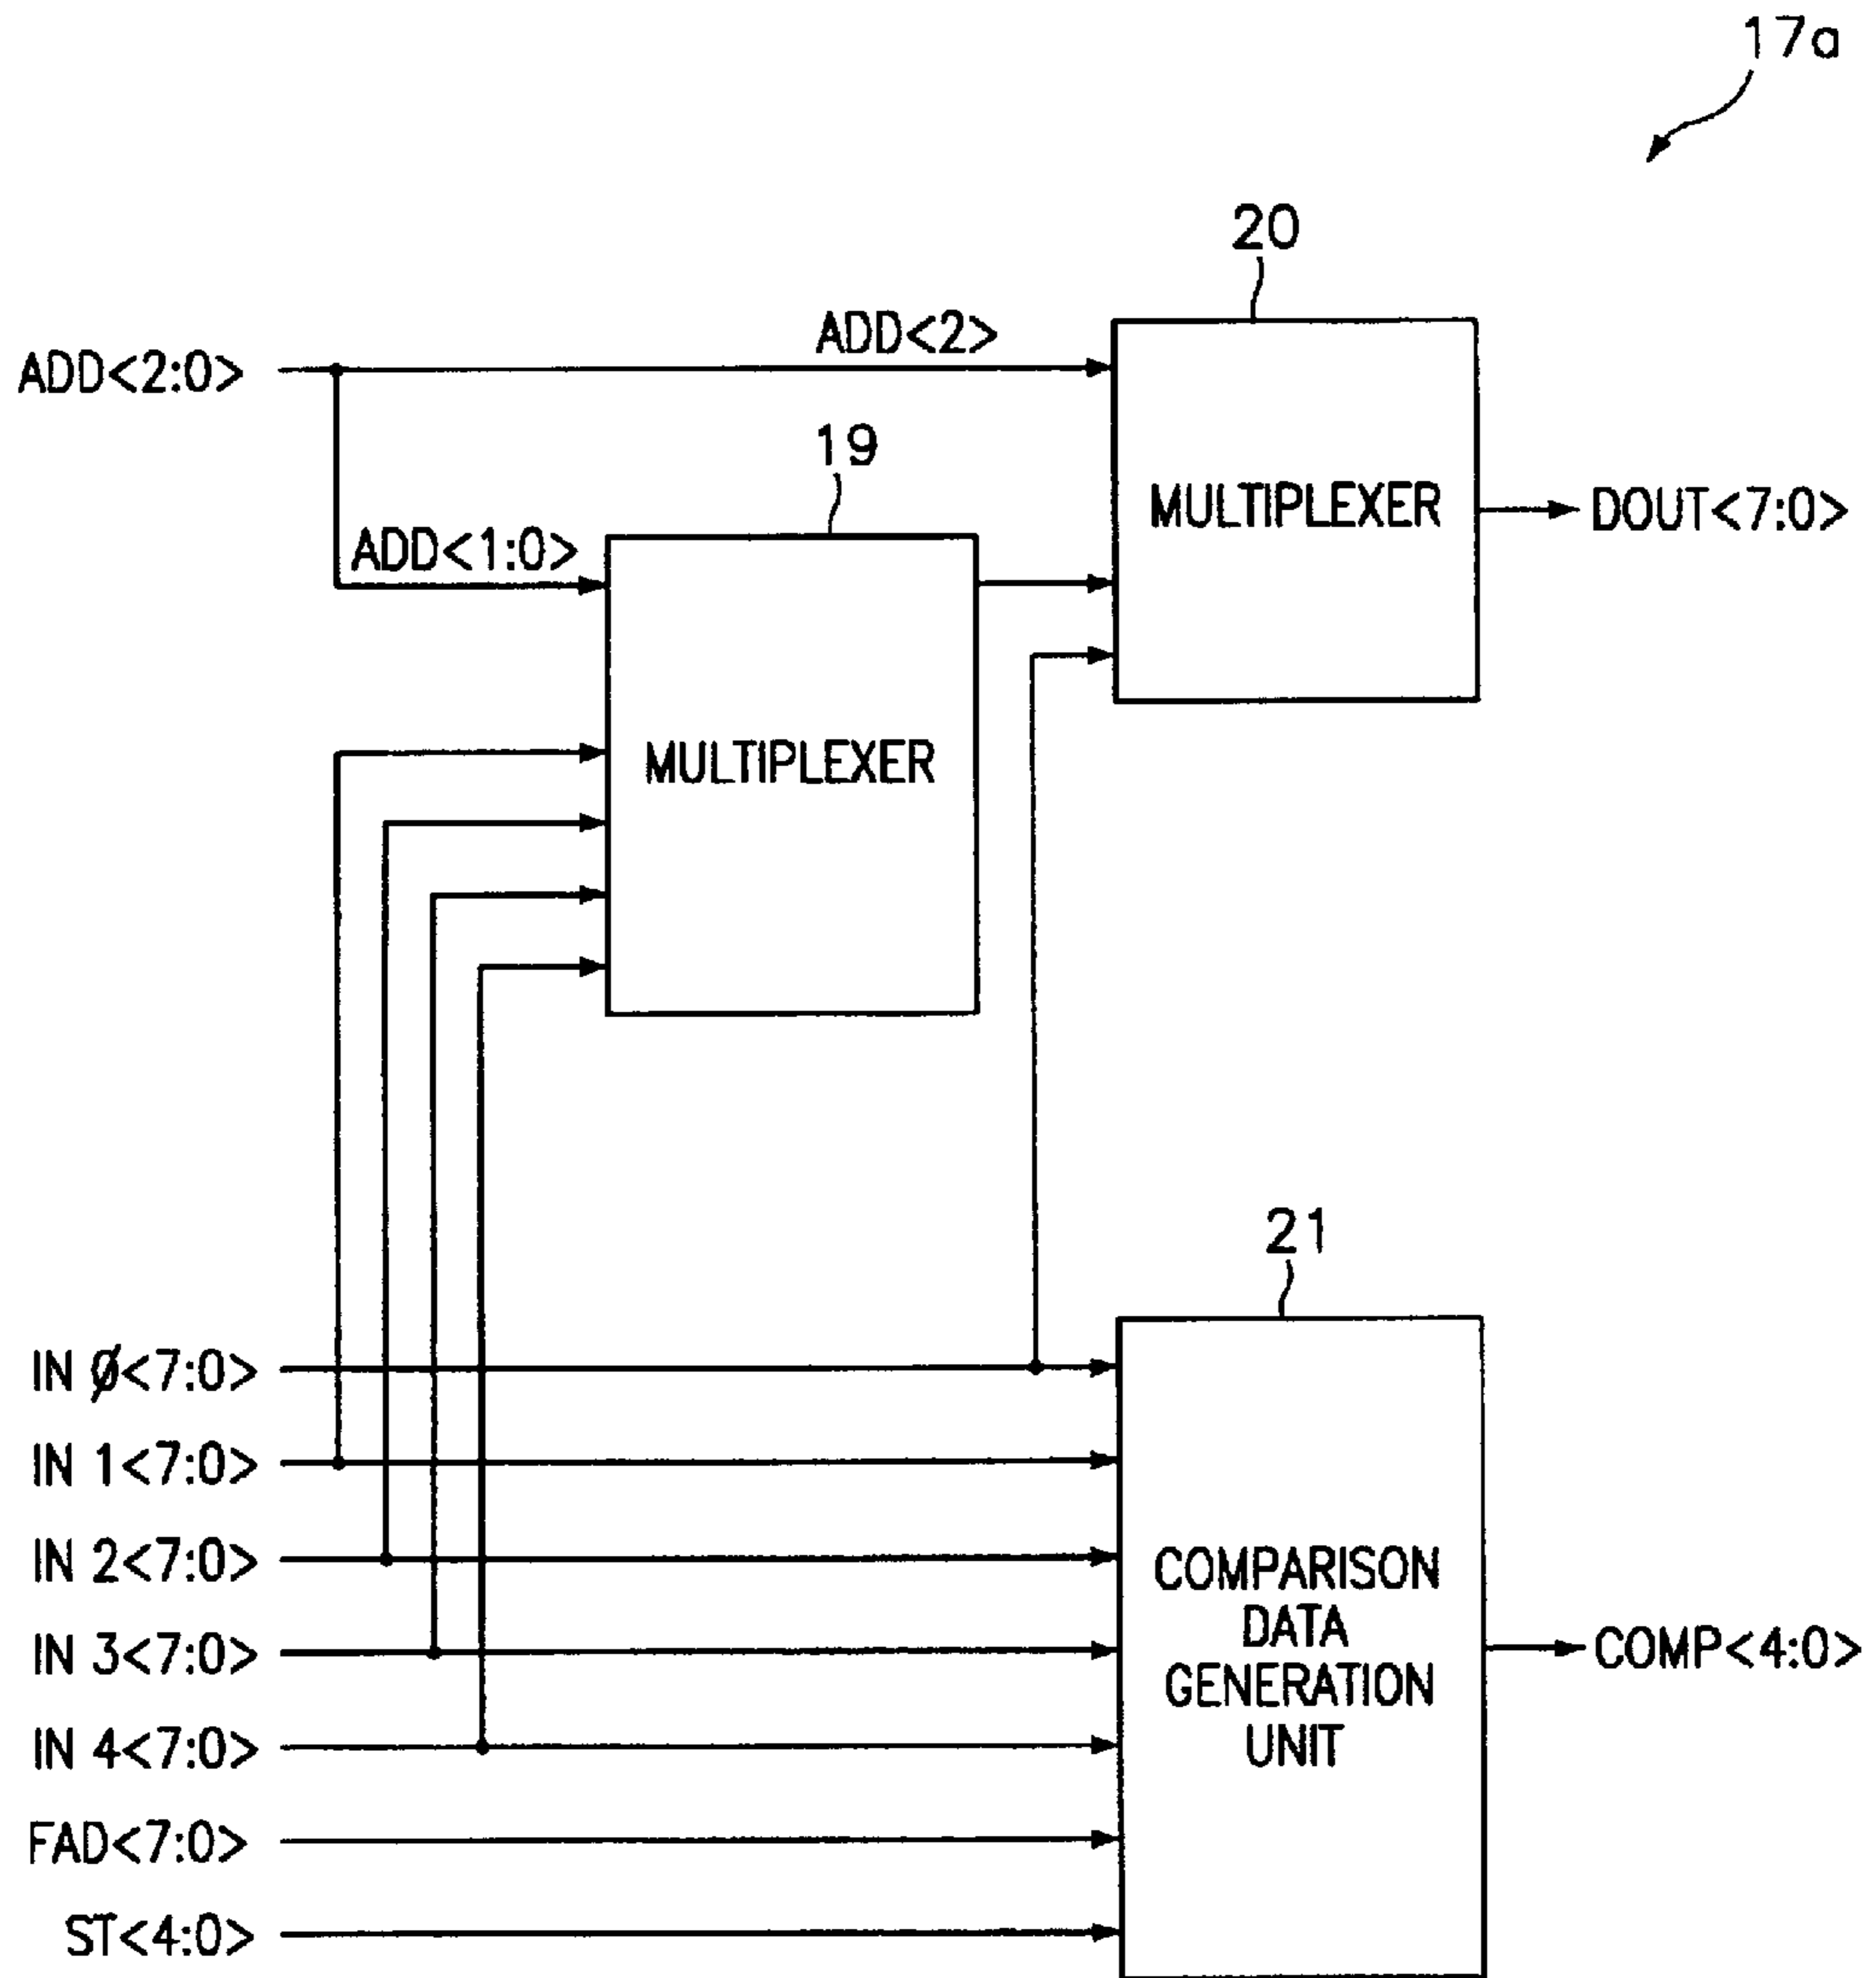 17a
20
ADD<2>
ADD<2:0>
19
MULTIPLEXER
DOUT<7:0>
ADD<1:0>
MULTIPLEXER
21
IN Ø<7:0>
IN 1<7:0>
IN 2<7:0>
IN 3<7:0>
IN 4<7:0>
FAD<7:0>
ST<4:0>
COMPARISON
DATA
GENERATION
UNIT
COMP<4:0>